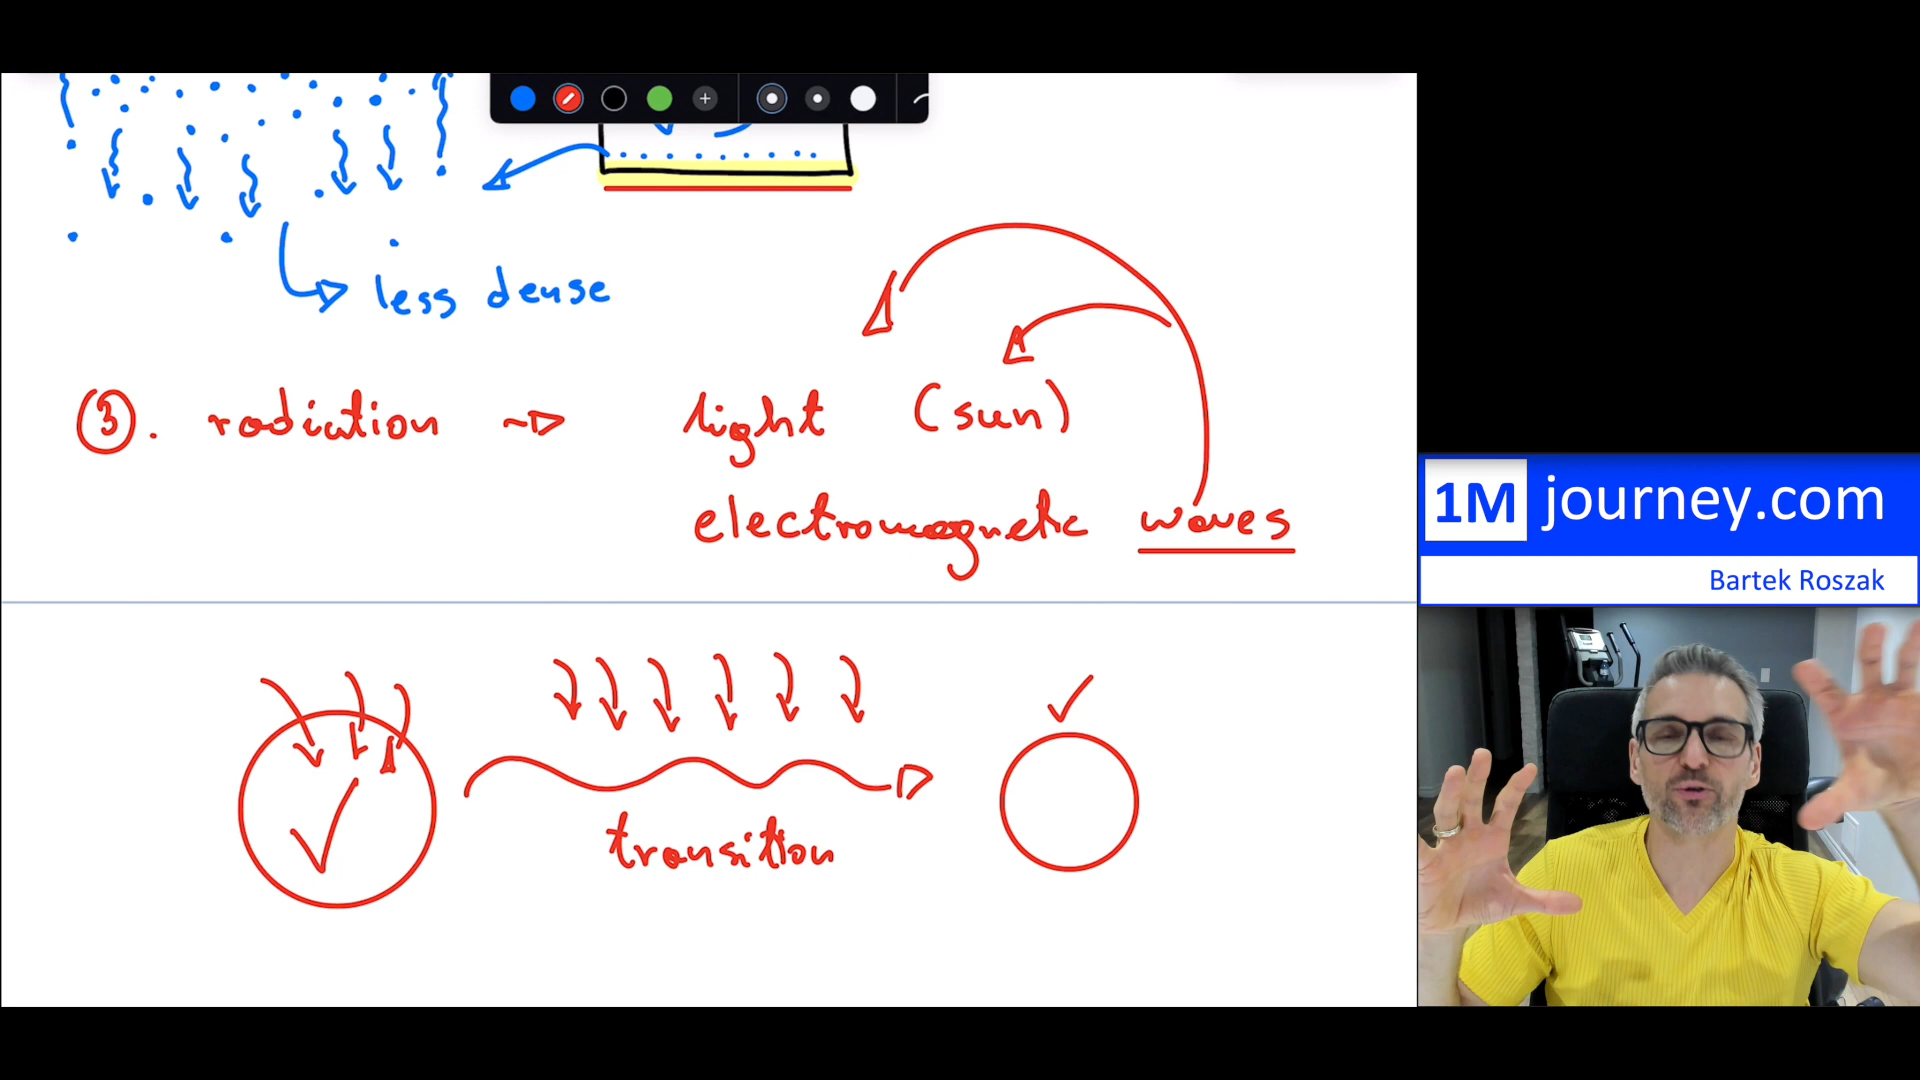 less dense
3. radiation light (sun)
electromagnetic waves
transition
1M journey.com
Bartek Roszak